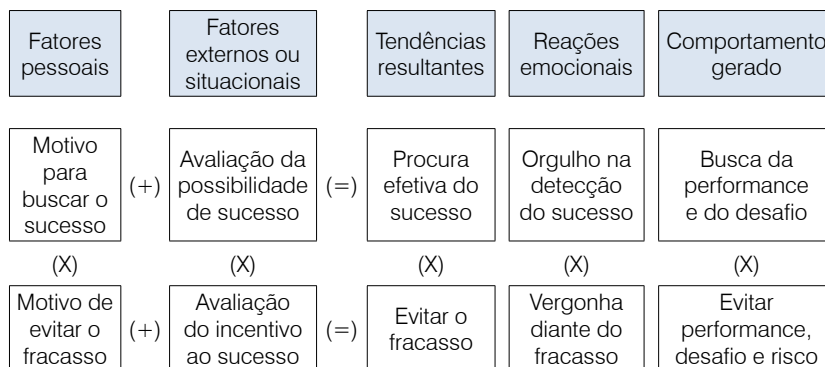 Fatores
pessoais
Fatores
externos ou
situacionais
Tendências
resultantes
Reações
emocionais
Comportamento
gerado
Motivo
para
buscar o
sucesso
(+)
Avaliação da
possibilidade
de sucesso
(=)
Procura
efetiva do
sucesso
Orgulho na
detecção
do sucesso
Busca da
performance
e do desafio
(X) (X) (X) (X) (X)
Motivo de
evitar o
fracasso
(+)
Avaliação
do incentivo
ao sucesso
(=)
Evitar o
fracasso
Vergonha
diante do
fracasso
Evitar
performance,
desafio e risco